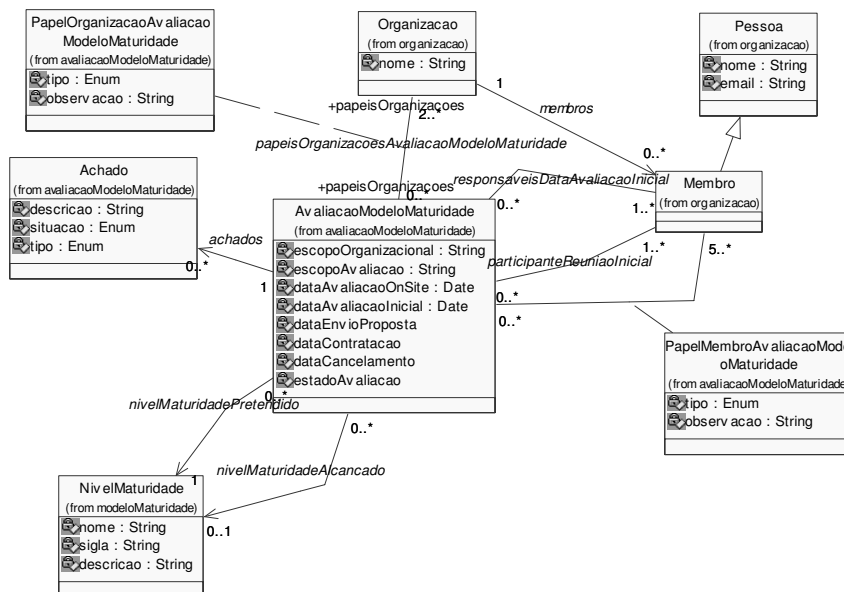 PapelOrganizacaoAvaliacao
ModeloMaturidade
(from avaliacaoModeloMaturidade)
tipo : Enum
observacao : String
Organizacao
(from organizacao)
nome : String
Pessoa
(from organizacao)
nome : String
email : String
+papeisOrganizaçoes
2..*
1
membros
0..*
papeisOrganizacoesAvaliacaoModeloMaturidade
+papeisOrganizaçoes
0..*
responsaveisDataAvaliacaoInicial
0..*
1..*
Membro
(from organizacao)
Achado
(from avaliacaoModeloMaturidade)
descricao : String
situacao : Enum
tipo : Enum
achados
0..*
1
AvaliacaoModeloMaturidade
(from avaliacaoModeloMaturidade)
escopoOrganizacional : String
escopoAvaliacao : String
dataAvaliacaoOnSite : Date
dataAvaliacaoInicial : Date
dataEnvioProposta
dataContratacao
dataCancelamento
estadoAvaliacao
1..*
participanteReuniaoInicial
0..*
5..*
0..*
PapelMembroAvaliacaoModel
oMaturidade
(from avaliacaoModeloMaturidade
tipo : Enum
observacao : String
0..*
nivelMaturidadePretendido
1
0..*
nivelMaturidadeAlcancado
0..1
NivelMaturidade
(from modeloMaturidade)
nome : String
sigla : String
descricao : String